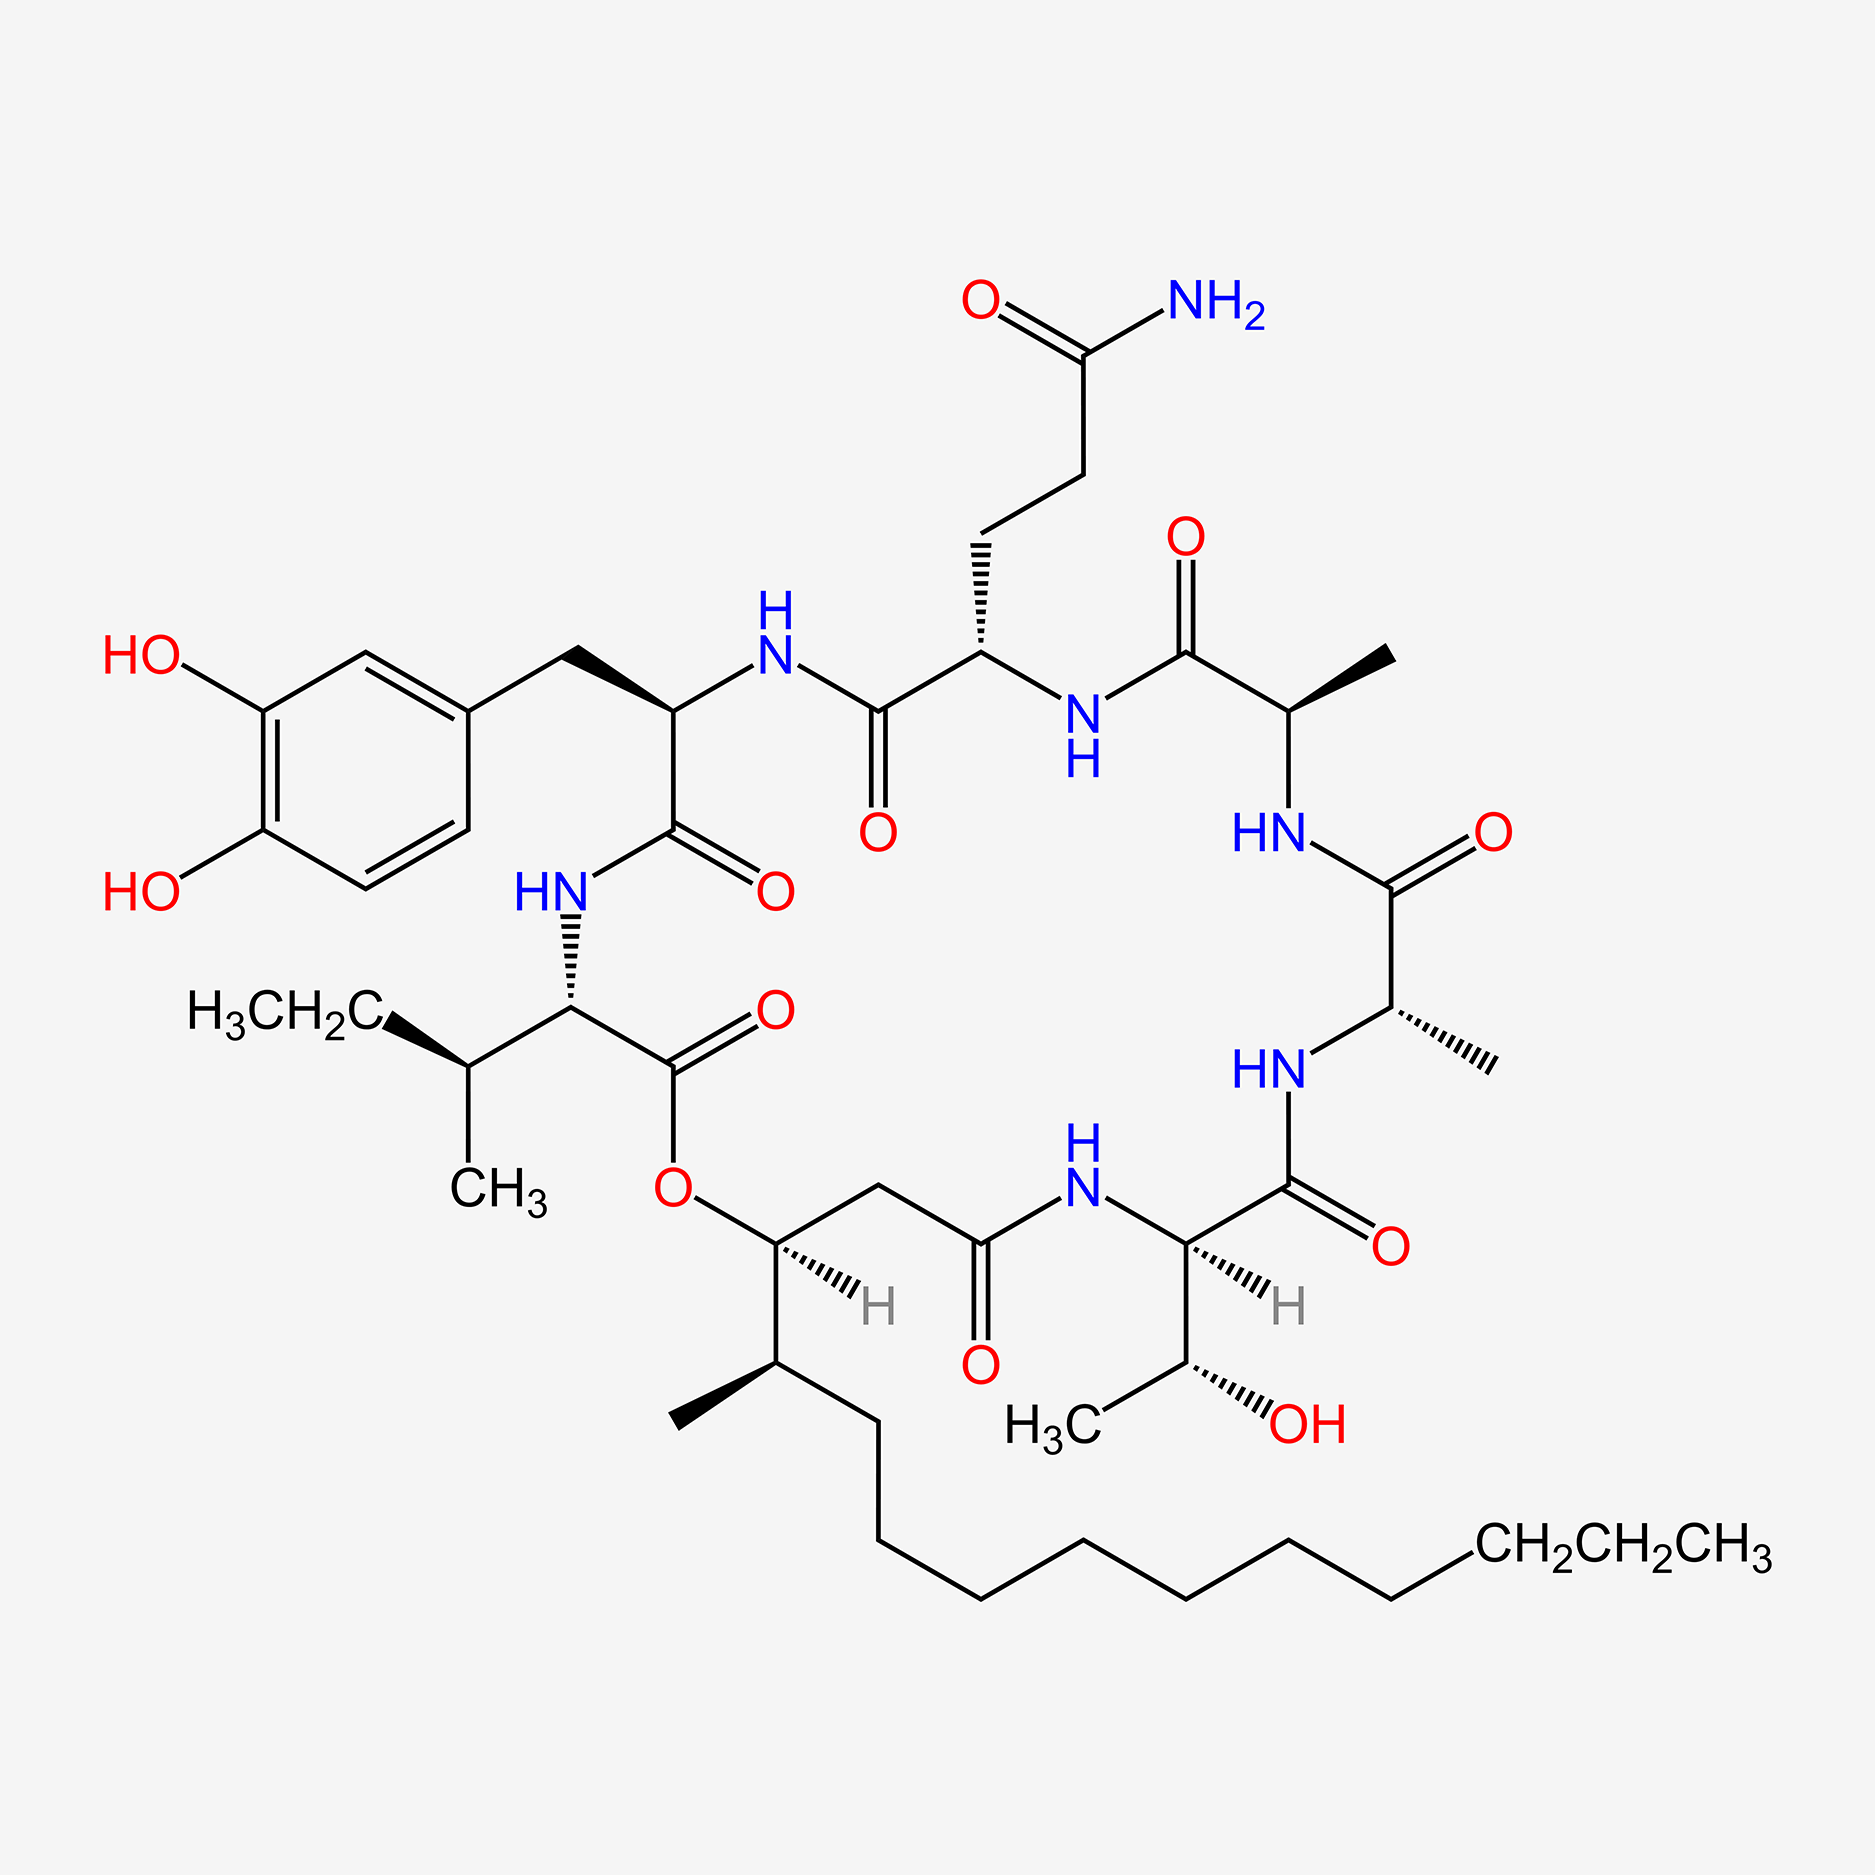 O NH2
O
H
HO N
N
H
HN O
O
HO HN O
H3CH2C O
HN
H
CH3 O N
O
H H
O
H3C OH
CH2CH2CH3